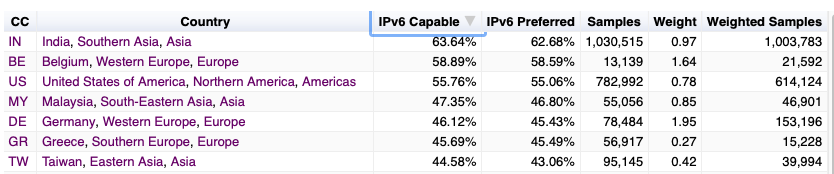 CC Country IPv6 Capable IPv6 Preferred Samples Weight Weighted Samples
IN India, Southern Asia, Asia 63.64% 62.68% 1,030,515 0.97 1,003,783
BE Belgium, Western Europe, Europe 58.89% 58.59% 13,139 1.64 21,592
US United States of America, Northern America, Americas 55.76% 55.06% 782,992 0.78 614,124
MY Malaysia, South-Eastern Asia, Asia 47.35% 46.80% 55,056 0.85 46,901
DE Germany, Western Europe, Europe 46.12% 45.43% 78,484 1.95 153,196
GR Greece, Southern Europe, Europe 45.69% 45.49% 56,917 0.27 15,228
TW Taiwan, Eastern Asia, Asia 44.58% 43.06% 95,145 0.42 39,994